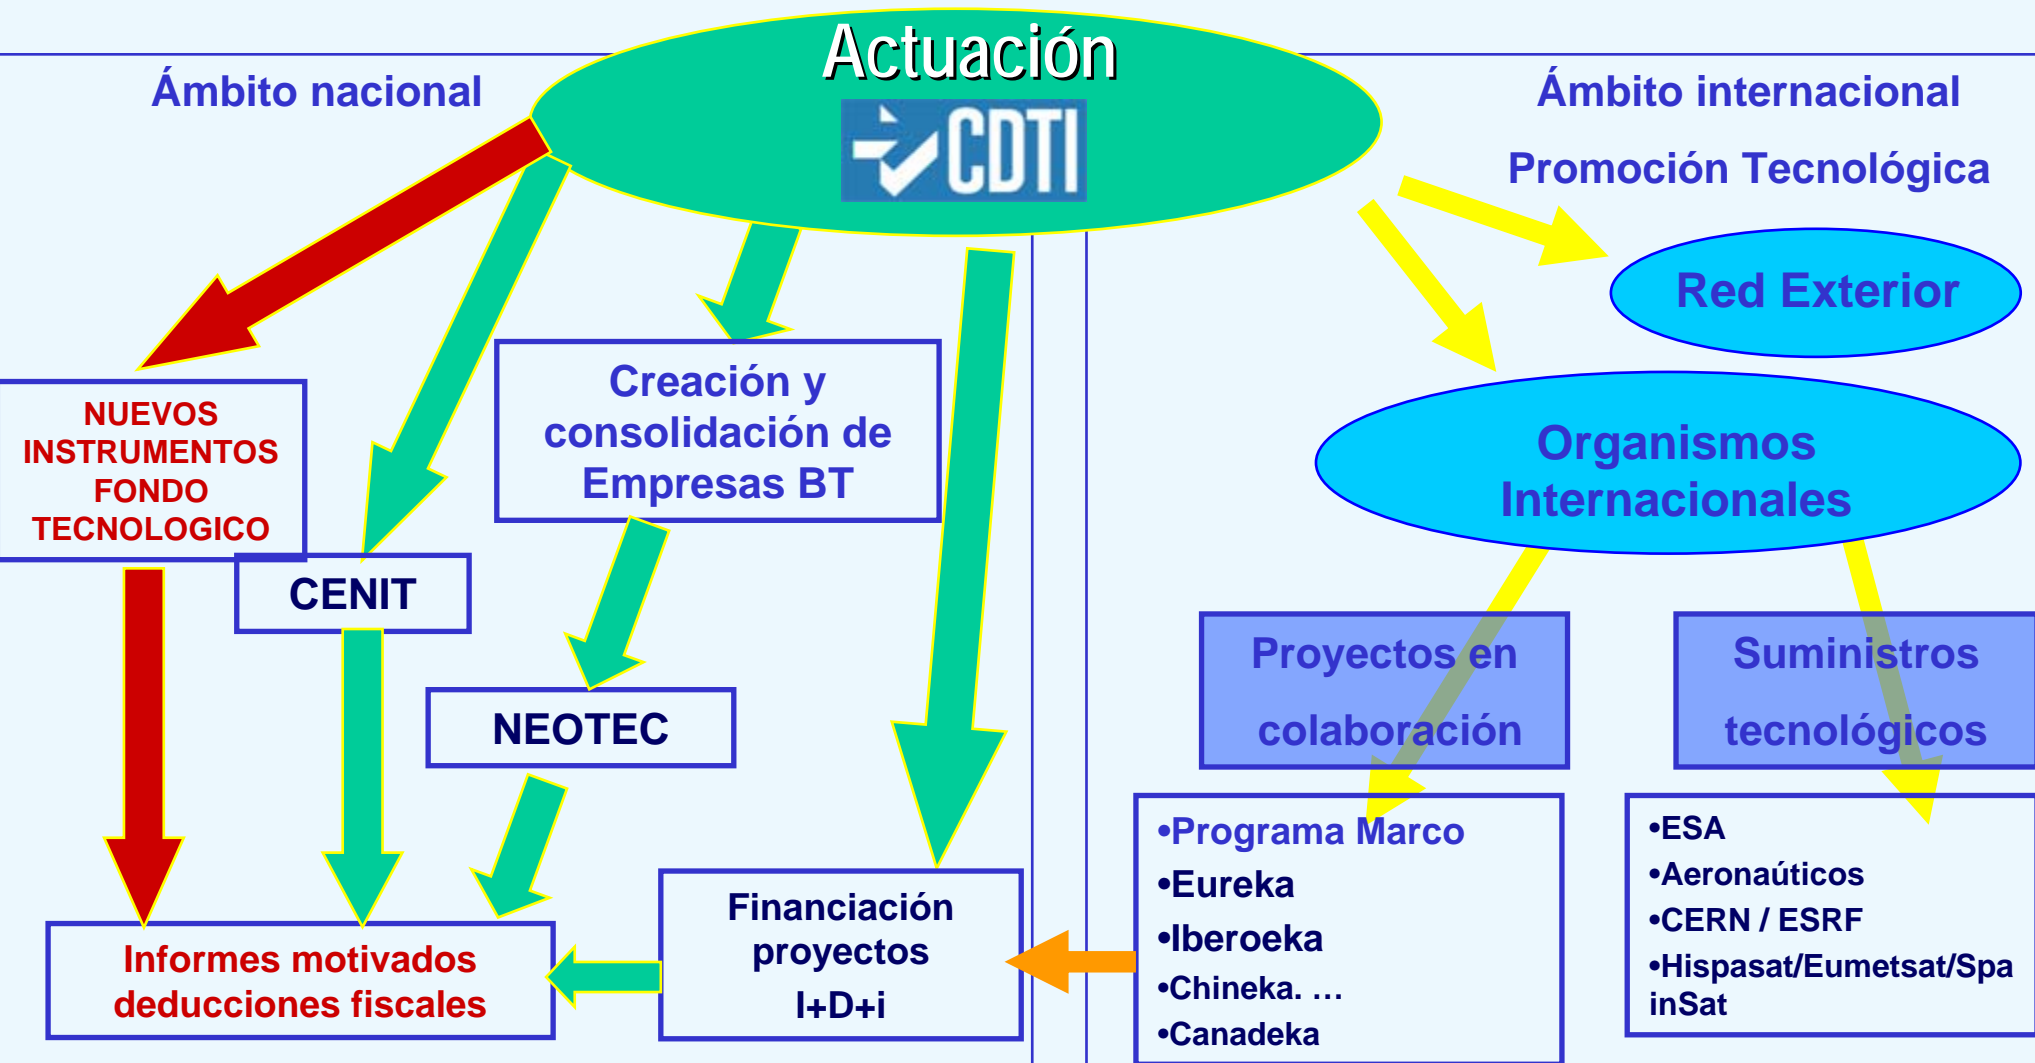 Actuación
CDTI
Ámbito nacional
Ámbito internacional
Promoción Tecnológica
Red Exterior
NUEVOS
INSTRUMENTOS
FONDO
TECNOLOGICO
Creación y
consolidación de
Empresas BT
Organismos
Internacionales
CENIT
NEOTEC
Proyectos en
colaboración
Suministros
tecnológicos
•Programa Marco
•Eureka
•Iberoeka
•Chineka. …
•Canadeka
•ESA
•Aeronaúticos
•CERN / ESRF
•Hispasat/Eumetsat/Spa
inSat
Informes motivados
deducciones fiscales
Financiación
proyectos
I+D+i